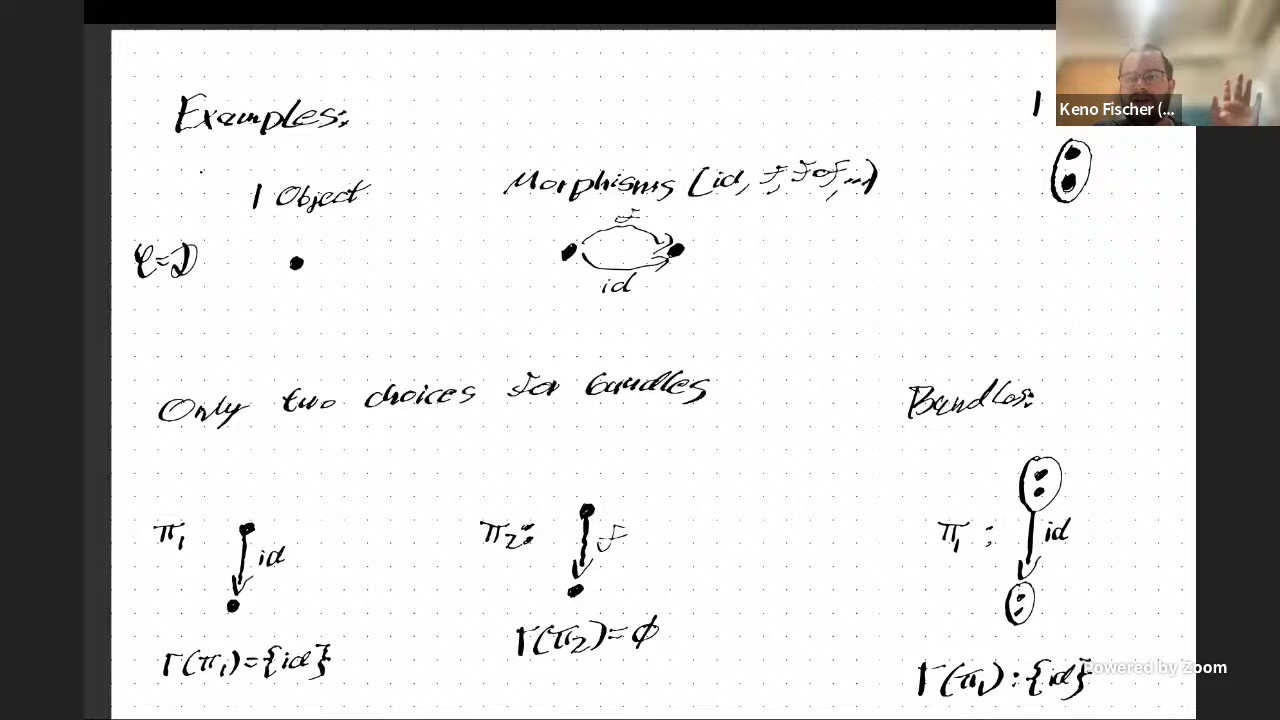 Examples:
Keno Fischer (...
1
1 Object
Morphisms (id, f, f∘f, ...)
f
𝒞=𝒟
id
Only two choices for bundles
Bundles:
π₁
id
π₂:
f
π₁ :
id
Γ(π₁)={id}
Γ(π₂)=∅
Γ(π₁):{id}
Powered by Zoom